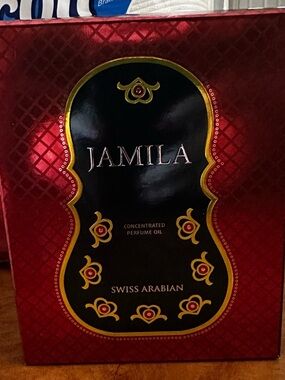 JAMILA
CONCENTRATED
PERFUME OIL
SWISS ARABIAN